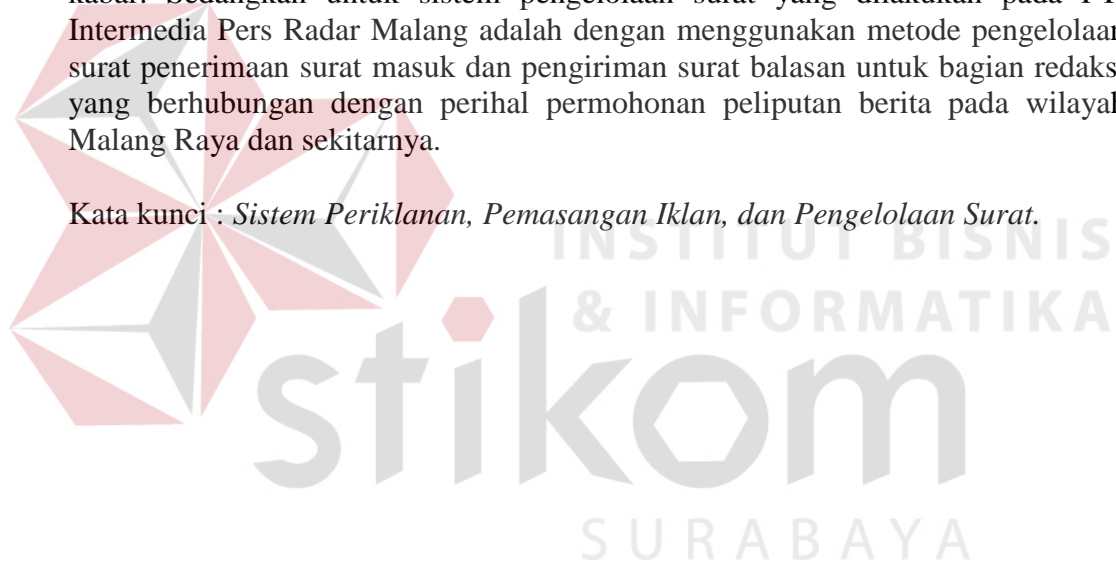 kabar. Sedangkan untuk sistem pengelolaan surat yang dilakukan pada
Intermedia Pers Radar Malang adalah dengan menggunakan metode pengelolaan
surat penerimaan surat masuk dan pengiriman surat balasan untuk bagian redaks
yang berhubungan dengan perihal permohonan peliputan berita pada wilayah
Malang Raya dan sekitarnya.
Kata kunci : Sistem Periklanan, Pemasangan Iklan, dan Pengelolaan Surat.
INSTITUT BISNIS
& INFORMATIKA
stikom
SURABAYA